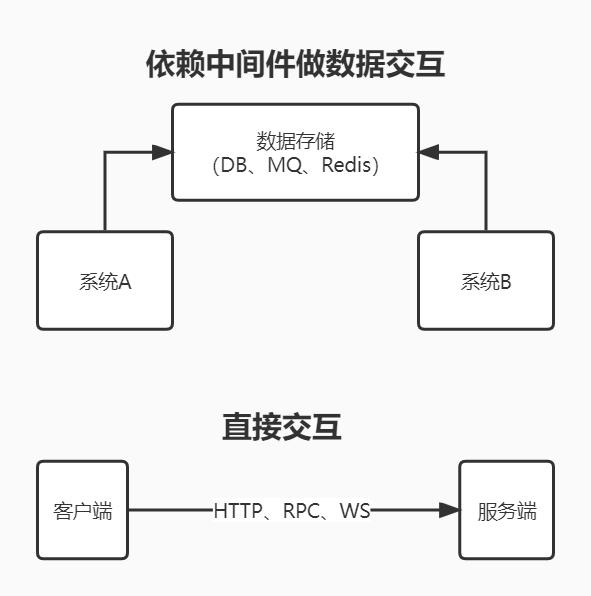 依赖中间件做数据交互
数据存储
（DB、MQ、Redis）
系统A
系统B
直接交互
客户端
HTTP、RPC、WS
服务端